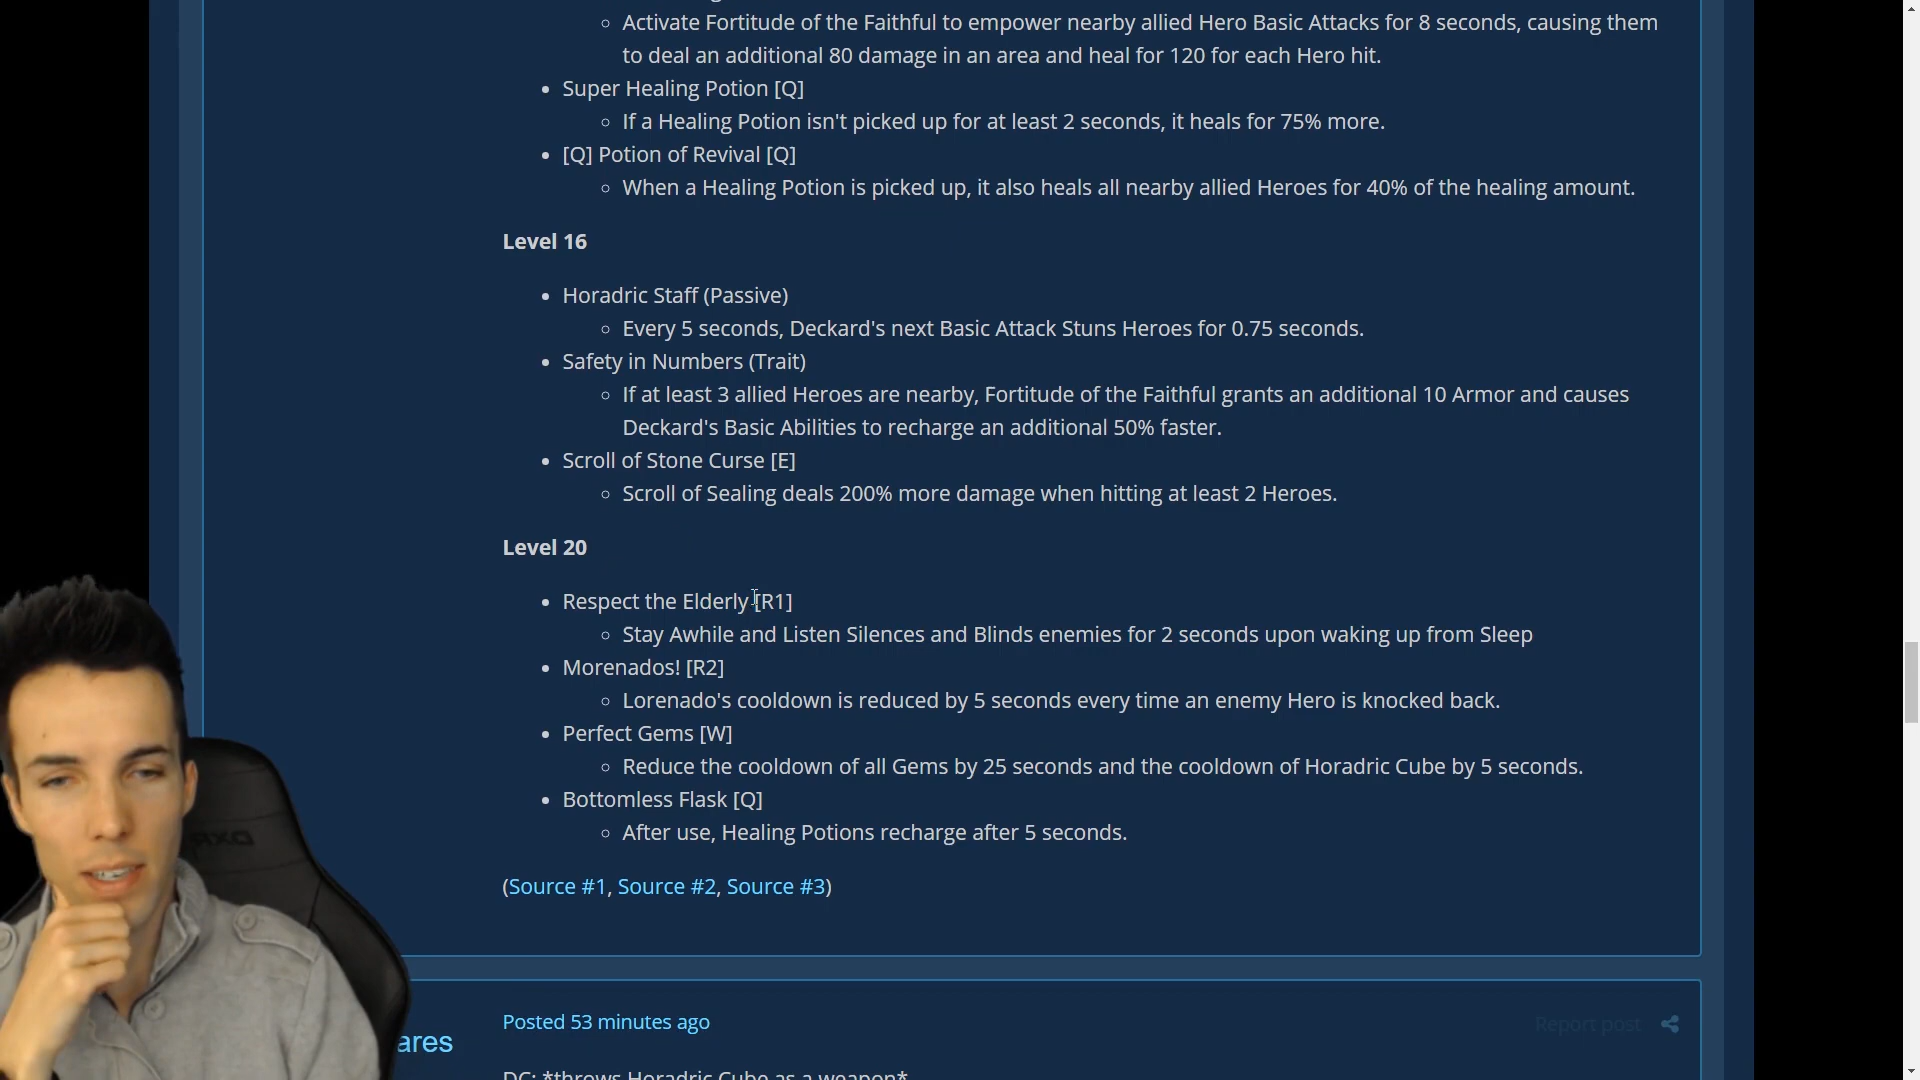 Activate Fortitude of the Faithful to empower nearby allied Hero Basic Attacks for 8 seconds, causing them
to deal an additional 80 damage in an area and heal for 120 for each Hero hit.
Super Healing Potion [Q]
If a Healing Potion isn't picked up for at least 2 seconds, it heals for 75% more.
[Q] Potion of Revival [Q]
When a Healing Potion is picked up, it also heals all nearby allied Heroes for 40% of the healing amount.
Level 16
Horadric Staff (Passive)
Every 5 seconds, Deckard's next Basic Attack Stuns Heroes for 0.75 seconds.
Safety in Numbers (Trait)
If at least 3 allied Heroes are nearby, Fortitude of the Faithful grants an additional 10 Armor and causes
Deckard's Basic Abilities to recharge an additional 50% faster.
Scroll of Stone Curse [E]
Scroll of Sealing deals 200% more damage when hitting at least 2 Heroes.
Level 20
Respect the Elderly [R1]
Stay Awhile and Listen Silences and Blinds enemies for 2 seconds upon waking up from Sleep
Morenados! [R2]
Lorenado's cooldown is reduced by 5 seconds every time an enemy Hero is knocked back.
Perfect Gems [W]
Reduce the cooldown of all Gems by 25 seconds and the cooldown of Horadric Cube by 5 seconds.
Bottomless Flask [Q]
After use, Healing Potions recharge after 5 seconds.
(Source #1, Source #2, Source #3)
Posted 53 minutes ago
Report post
ares
DC: *throws Horadric Cube as a weapon*